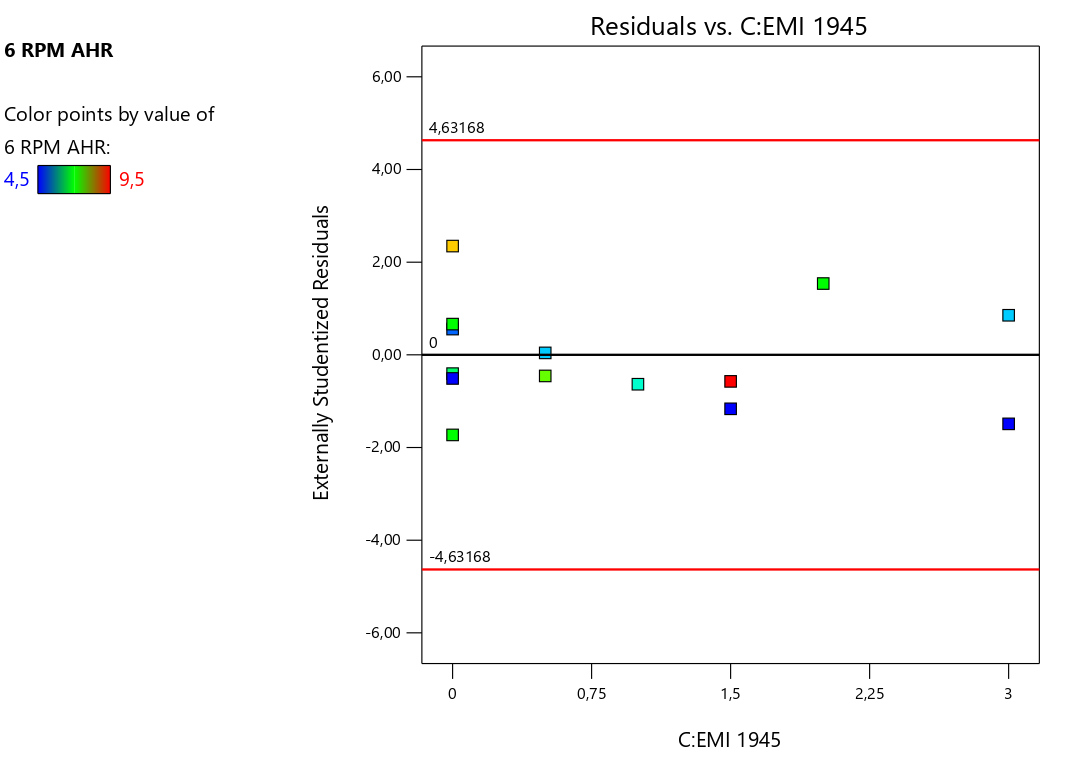 Residuals vs. C:EMI 1945
6 RPM AHR
Color points by value of
6 RPM AHR:
4,5 9,5
Externally Studentized Residuals
6,00
4,00
2,00
0,00
-2,00
-4,00
-6,00
4,63168
0
-4,63168
0 0,75 1,5 2,25 3
C:EMI 1945